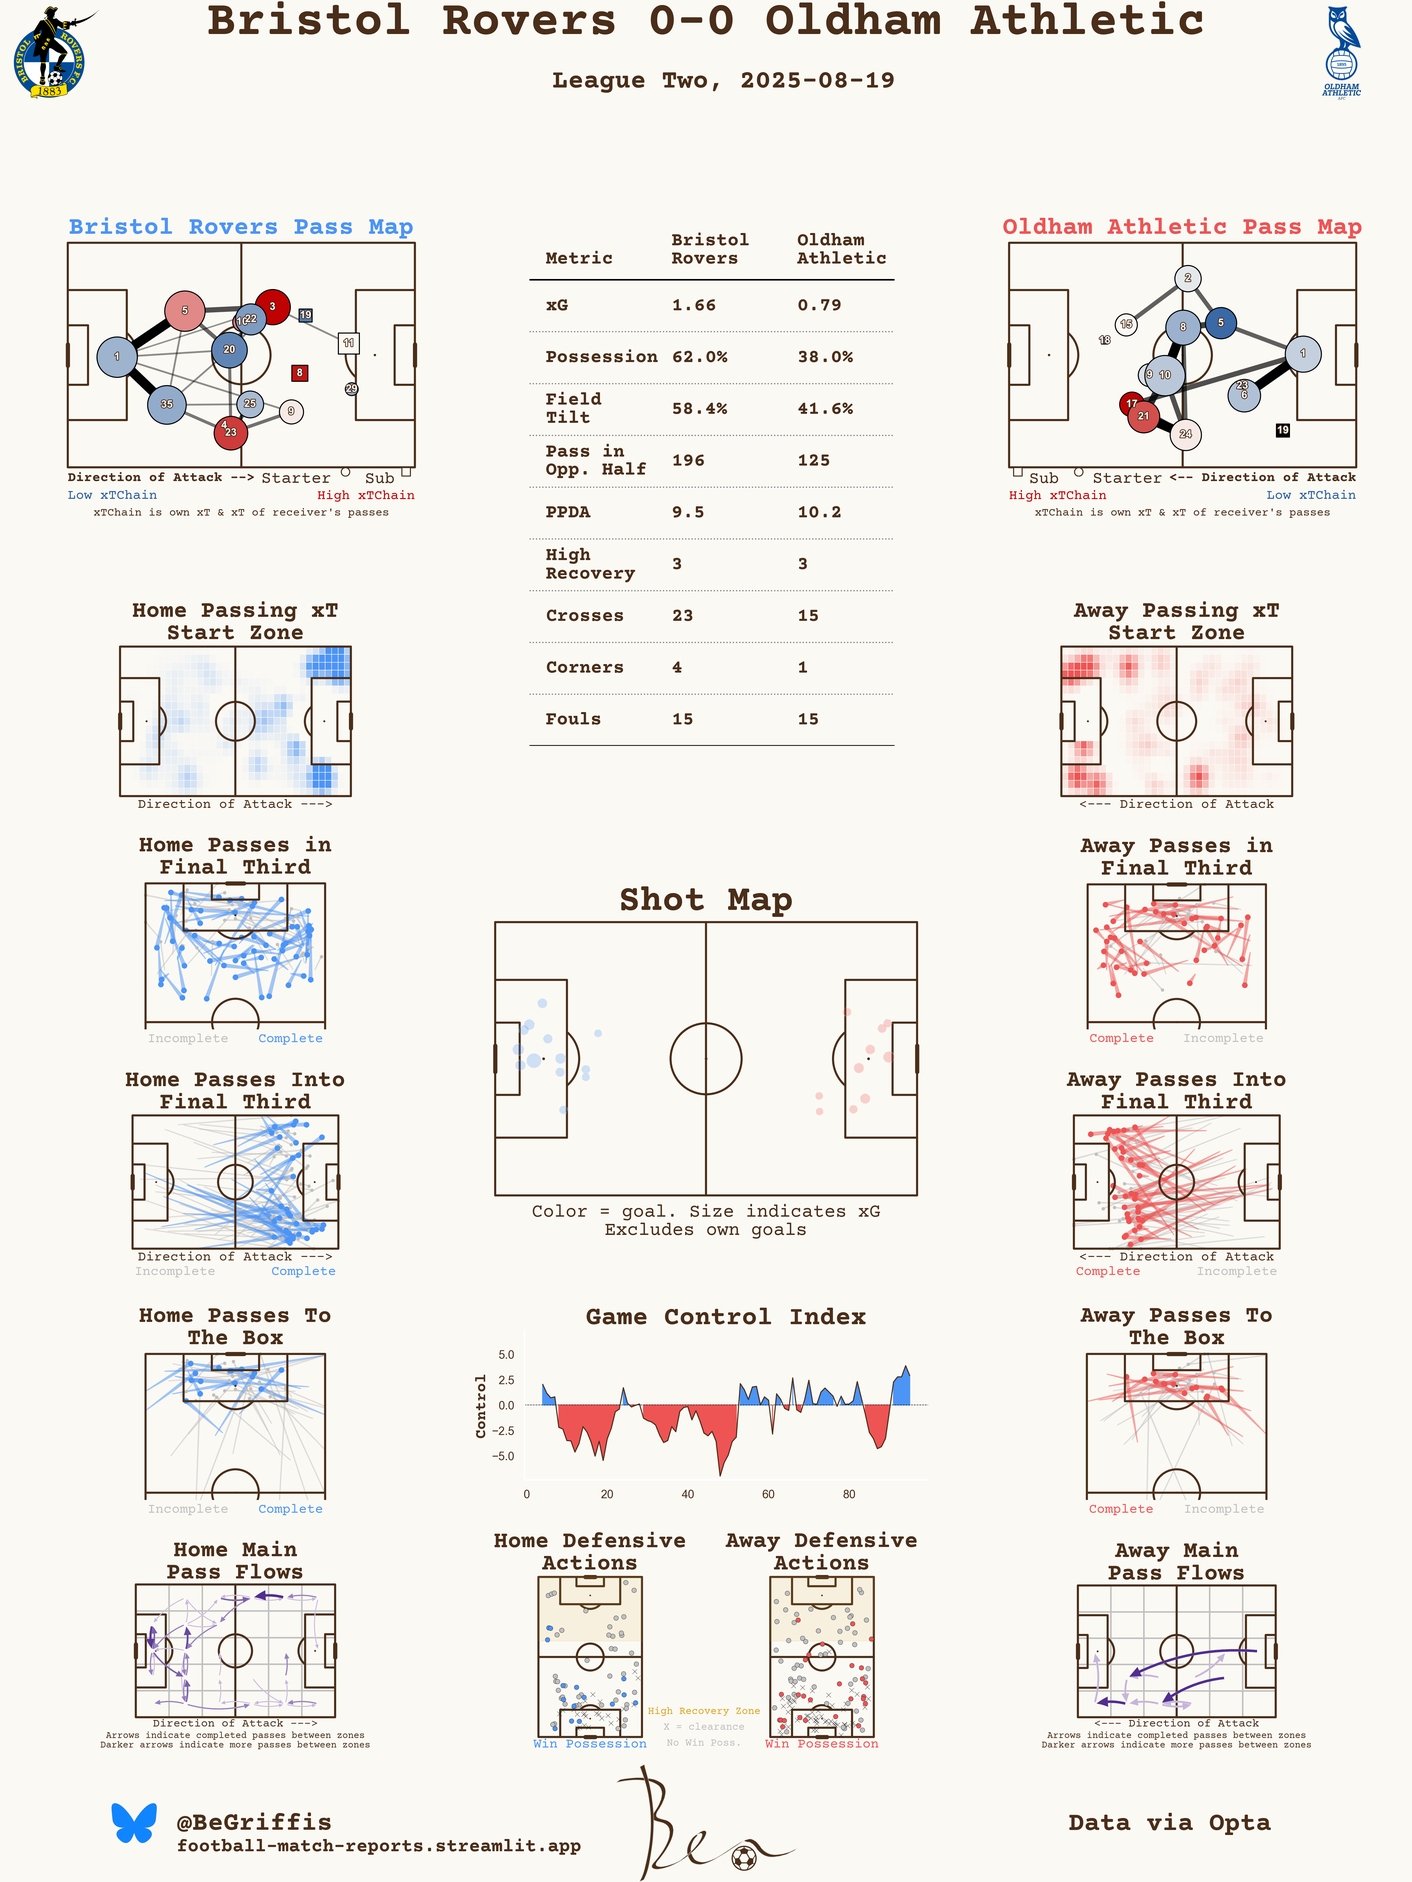 Bristol Rovers 0-0 Oldham Athletic
League Two, 2025-08-19
BRISTOL ROVERS F.C.
1883
OLDHAM
ATHLETIC
AFC
Bristol Rovers Pass Map
1
5
35
20
22
3
19
11
8
29
25
9
4
23
Direction of Attack --> Starter Sub
Low xTChain High xTChain
xTChain is own xT & xT of receiver's passes
Metric Bristol Rovers Oldham Athletic
xG 1.66 0.79
Possession 62.0% 38.0%
Field Tilt 58.4% 41.6%
Pass in Opp. Half 196 125
PPDA 9.5 10.2
High Recovery 3 3
Crosses 23 15
Corners 4 1
Fouls 15 15
Oldham Athletic Pass Map
2
15
18
8
5
1
9
10
23
6
17
21
24
19
Sub Starter <-- Direction of Attack
High xTChain Low xTChain
xTChain is own xT & xT of receiver's passes
Home Passing xT
Start Zone
Direction of Attack --->
Away Passing xT
Start Zone
<--- Direction of Attack
Home Passes in
Final Third
Incomplete Complete
Away Passes in
Final Third
Complete Incomplete
Shot Map
Color = goal. Size indicates xG
Excludes own goals
Home Passes Into
Final Third
Direction of Attack --->
Incomplete Complete
Away Passes Into
Final Third
<--- Direction of Attack
Complete Incomplete
Home Passes To
The Box
Incomplete Complete
Game Control Index
Control
5.0
2.5
0.0
−2.5
−5.0
0 20 40 60 80
Away Passes To
The Box
Complete Incomplete
Home Main
Pass Flows
Direction of Attack --->
Arrows indicate completed passes between zones
Darker arrows indicate more passes between zones
Home Defensive
Actions
Win Possession
High Recovery Zone
X = clearance
No Win Poss.
Away Defensive
Actions
Win Possession
Away Main
Pass Flows
<--- Direction of Attack
Arrows indicate completed passes between zones
Darker arrows indicate more passes between zones
@BeGriffis
football-match-reports.streamlit.app
Ben
Data via Opta